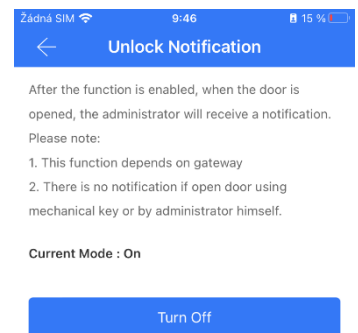 Žádná SIM 9:46 15 %
Unlock Notification
After the function is enabled, when the door is
opened, the administrator will receive a notification.
Please note:
1. This function depends on gateway
2. There is no notification if open door using
mechanical key or by administrator himself.
Current Mode : On
Turn Off